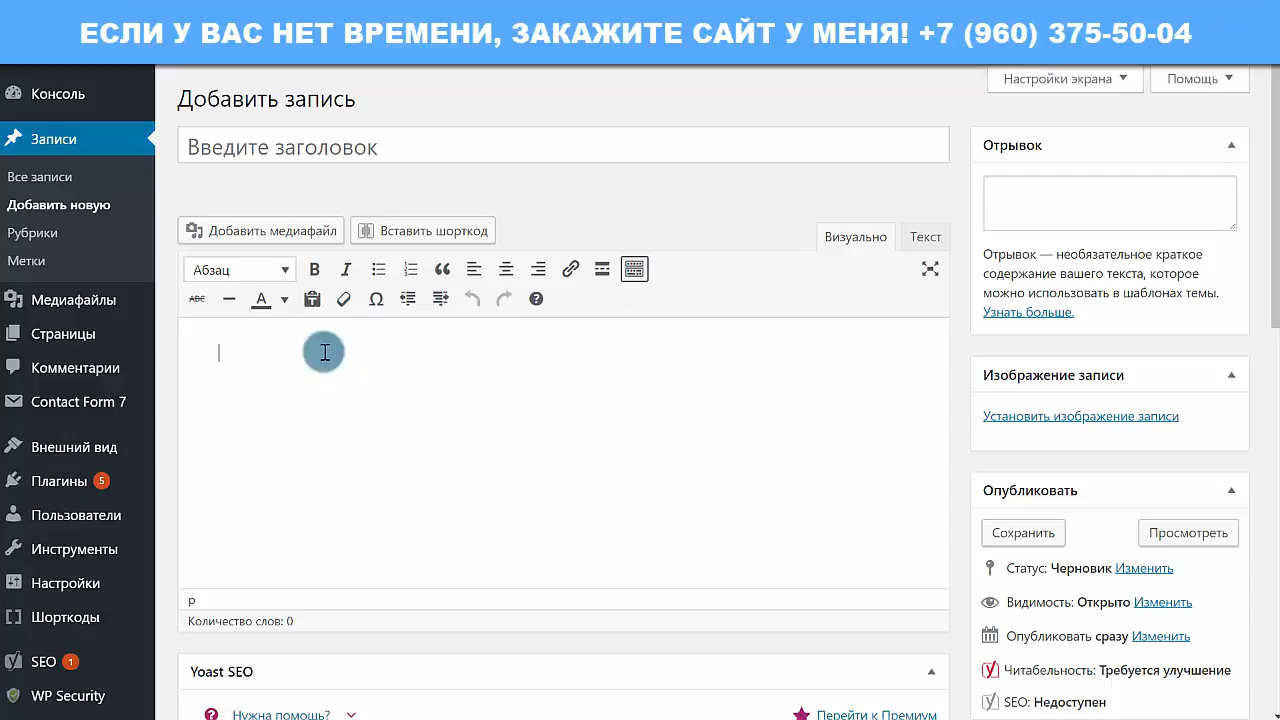 ЕСЛИ У ВАС НЕТ ВРЕМЕНИ, ЗАКАЖИТЕ САЙТ У МЕНЯ! +7 (960) 375-50-04
Настройки экрана
Помощь
Консоль
Записи
Все записи
Добавить новую
Рубрики
Метки
Медиафайлы
Страницы
Комментарии
Contact Form 7
Внешний вид
Плагины 5
Пользователи
Инструменты
Настройки
Шорткоды
SEO 1
WP Security
Добавить запись
Введите заголовок
Добавить медиафайл
Вставить шорткод
Визуально
Текст
Абзац
B I
ABC A
p
Количество слов: 0
Yoast SEO
Нужна помощь?
Перейти к Премиум
Отрывок
Отрывок — необязательное краткое
содержание вашего текста, которое
можно использовать в шаблонах темы.
Узнать больше.
Изображение записи
Установить изображение записи
Опубликовать
Сохранить
Просмотреть
Статус: Черновик Изменить
Видимость: Открыто Изменить
Опубликовать сразу Изменить
Читабельность: Требуется улучшение
SEO: Недоступен